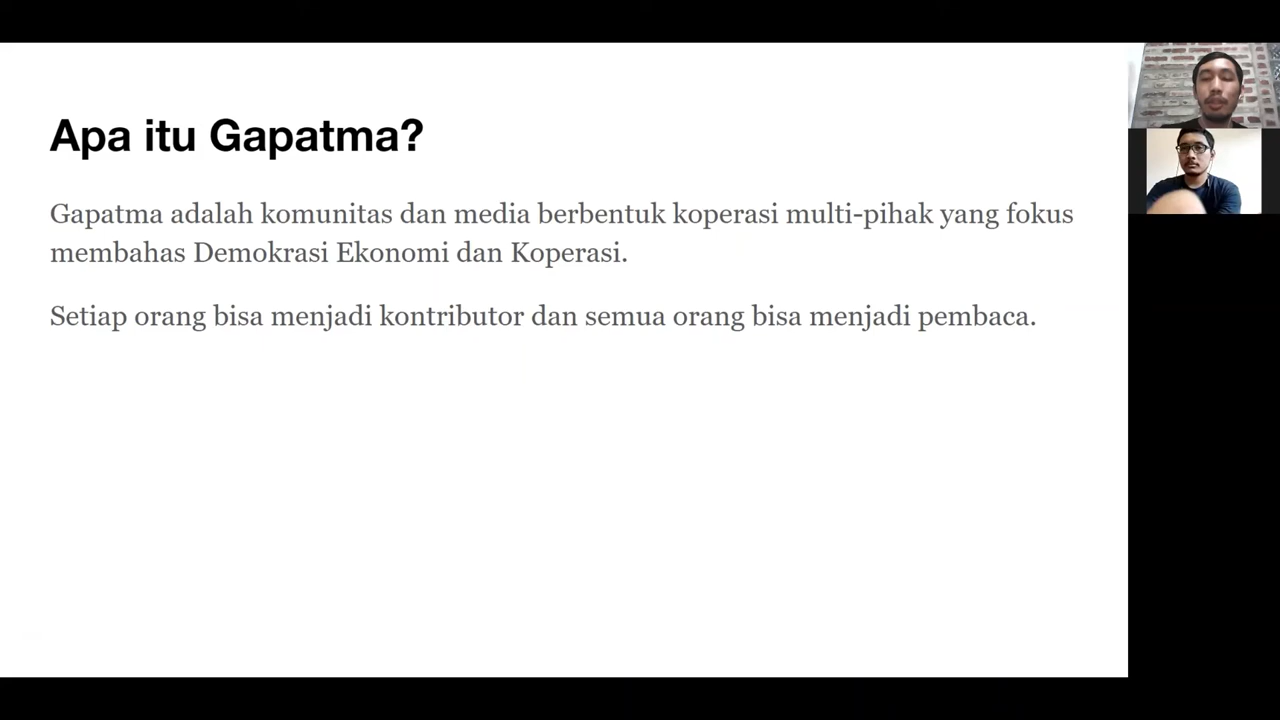 Apa itu Gapatma?
Gapatma adalah komunitas dan media berbentuk koperasi multi-pihak yang fokus
membahas Demokrasi Ekonomi dan Koperasi.
Setiap orang bisa menjadi kontributor dan semua orang bisa menjadi pembaca.